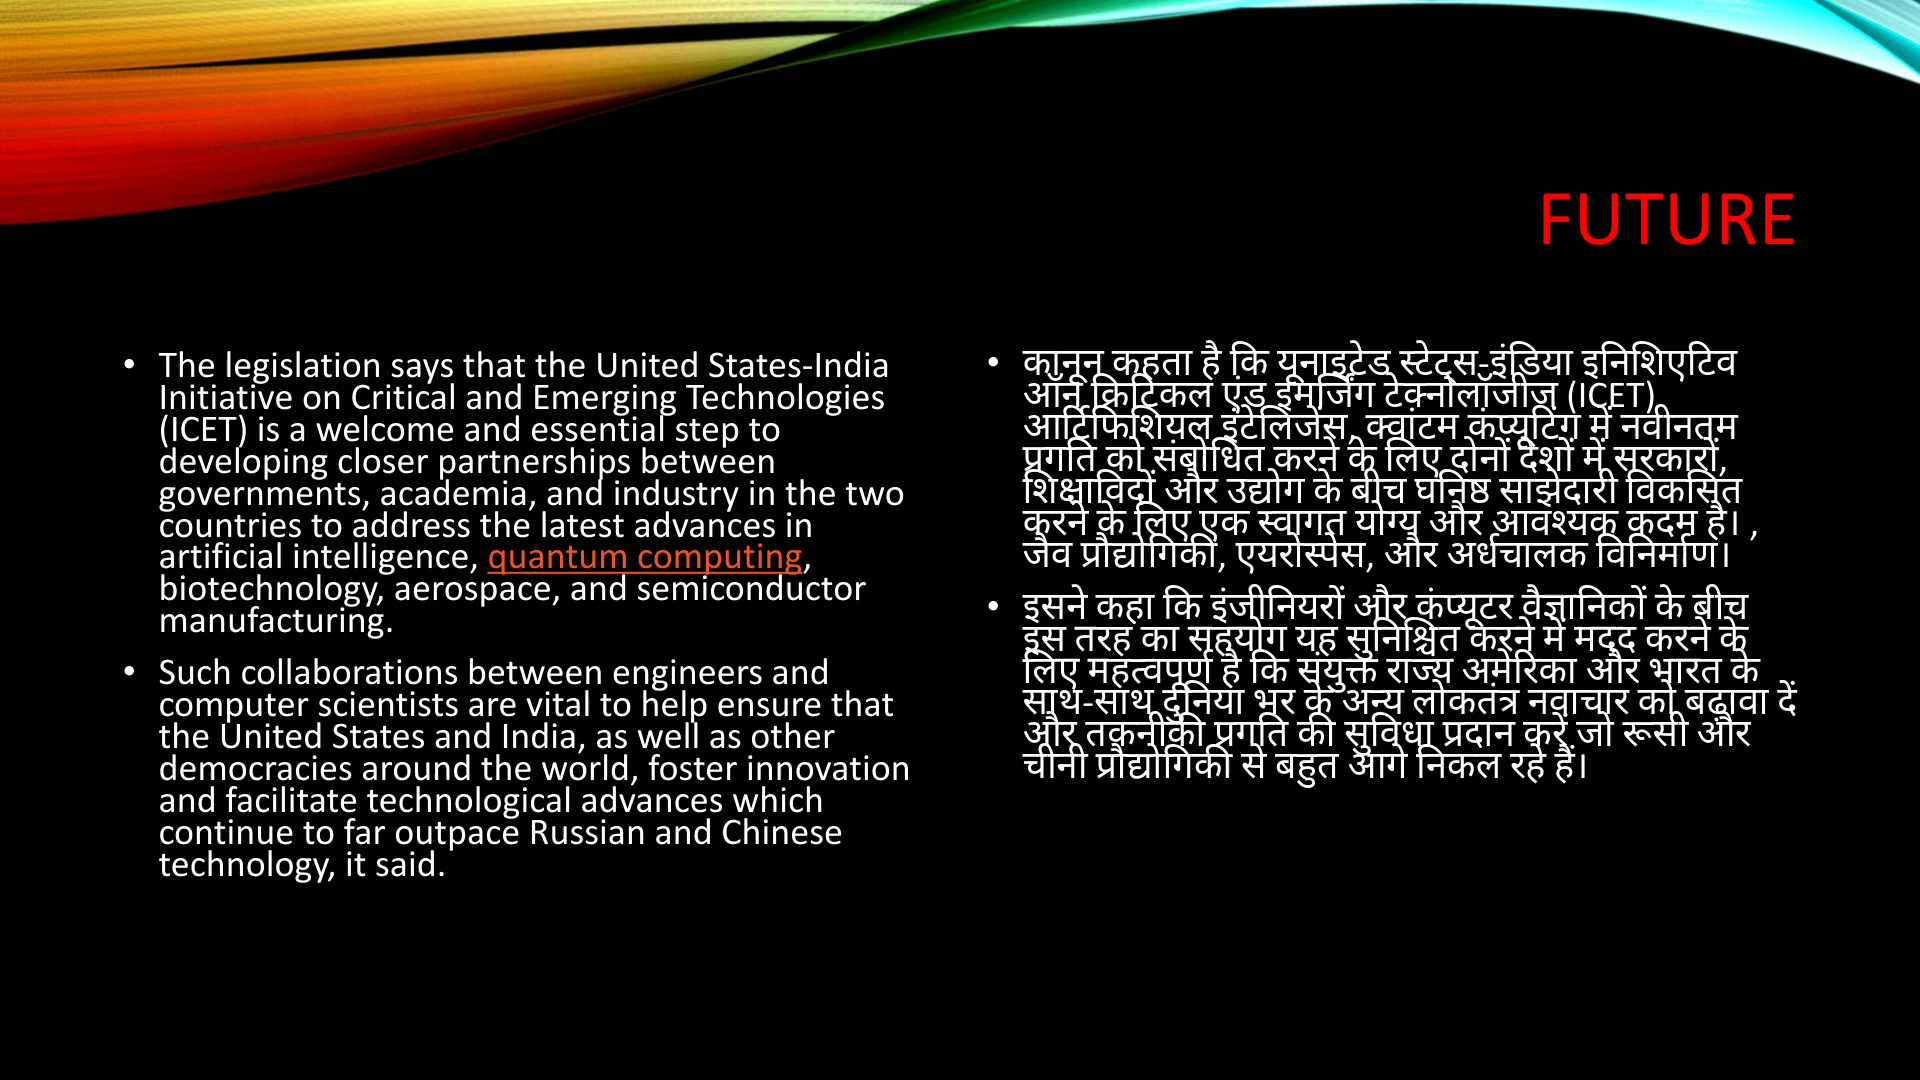 FUTURE
• The legislation says that the United States-India
Initiative on Critical and Emerging Technologies
(ICET) is a welcome and essential step to
developing closer partnerships between
governments, academia, and industry in the two
countries to address the latest advances in
artificial intelligence, quantum computing,
biotechnology, aerospace, and semiconductor
manufacturing.
• Such collaborations between engineers and
computer scientists are vital to help ensure that
the United States and India, as well as other
democracies around the world, foster innovation
and facilitate technological advances which
continue to far outpace Russian and Chinese
technology, it said.
• कानून कहता है कि यूनाइटेड स्टेट्स-इंडिया इनिशिएटिव
ऑन क्रिटिकल एंड इमर्जिंग टेक्नोलॉजीज (ICET)
आर्टिफिशियल इंटेलिजेंस, क्वांटम कंप्यूटिंग में नवीनतम
प्रगति को संबोधित करने के लिए दोनों देशों में सरकारों,
शिक्षाविदों और उद्योग के बीच घनिष्ठ साझेदारी विकसित
करने के लिए एक स्वागत योग्य और आवश्यक कदम है। ,
जैव प्रौद्योगिकी, एयरोस्पेस, और अर्धचालक विनिर्माण।
• इसने कहा कि इंजीनियरों और कंप्यूटर वैज्ञानिकों के बीच
इस तरह का सहयोग यह सुनिश्चित करने में मदद करने के
लिए महत्वपूर्ण है कि संयुक्त राज्य अमेरिका और भारत के
साथ-साथ दुनिया भर के अन्य लोकतंत्र नवाचार को बढ़ावा दें
और तकनीकी प्रगति की सुविधा प्रदान करें जो रूसी और
चीनी प्रौद्योगिकी से बहुत आगे निकल रहे हैं।